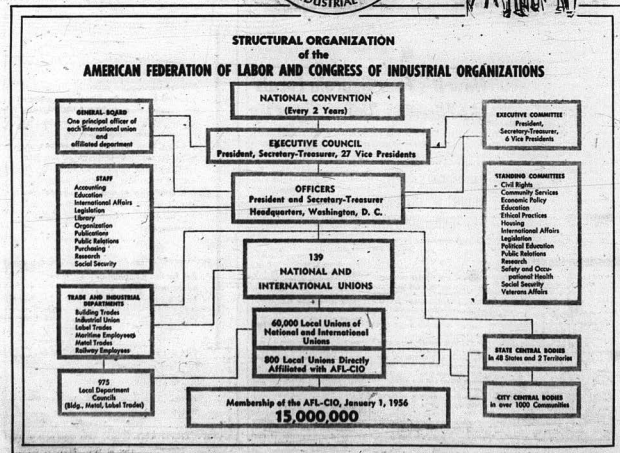 DUSTRIAL
STRUCTURAL ORGANIZATION
of the
AMERICAN FEDERATION OF LABOR AND CONGRESS OF INDUSTRIAL ORGANIZATIONS
NATIONAL CONVENTION
(Every 2 Years)
GENERAL BOARD
One principal officer of
each international union
and
affiliated department
EXECUTIVE COMMITTEE
President,
Secretary-Treasurer,
6 Vice Presidents
EXECUTIVE COUNCIL
President, Secretary-Treasurer, 27 Vice Presidents
STAFF
Accounting
Education
International Affairs
Legislation
Library
Organization
Publications
Public Relations
Purchasing
Research
Social Security
OFFICERS
President and Secretary-Treasurer
Headquarters, Washington, D. C.
STANDING COMMITTEES
Civil Rights
Community Services
Economic Policy
Education
Ethical Practices
Housing
International Affairs
Legislation
Political Education
Public Relations
Research
Safety and Occu-
pational Health
Social Security
Veterans Affairs
139
NATIONAL AND
INTERNATIONAL UNIONS
TRADE AND INDUSTRIAL
DEPARTMENTS
Building Trades
Industrial Union
Label Trades
Maritime Employees
Metal Trades
Railway Employees
60,000 Local Unions of
National and International
Unions
800 Local Unions Directly
Affiliated with AFL-CIO
STATE CENTRAL BODIES
in 48 States and 2 Territories
975
Local Department
Councils
(Bldg., Metal, Label Trades)
CITY CENTRAL BODIES
in over 1000 Communities
Membership of the AFL-CIO, January 1, 1956
15,000,000